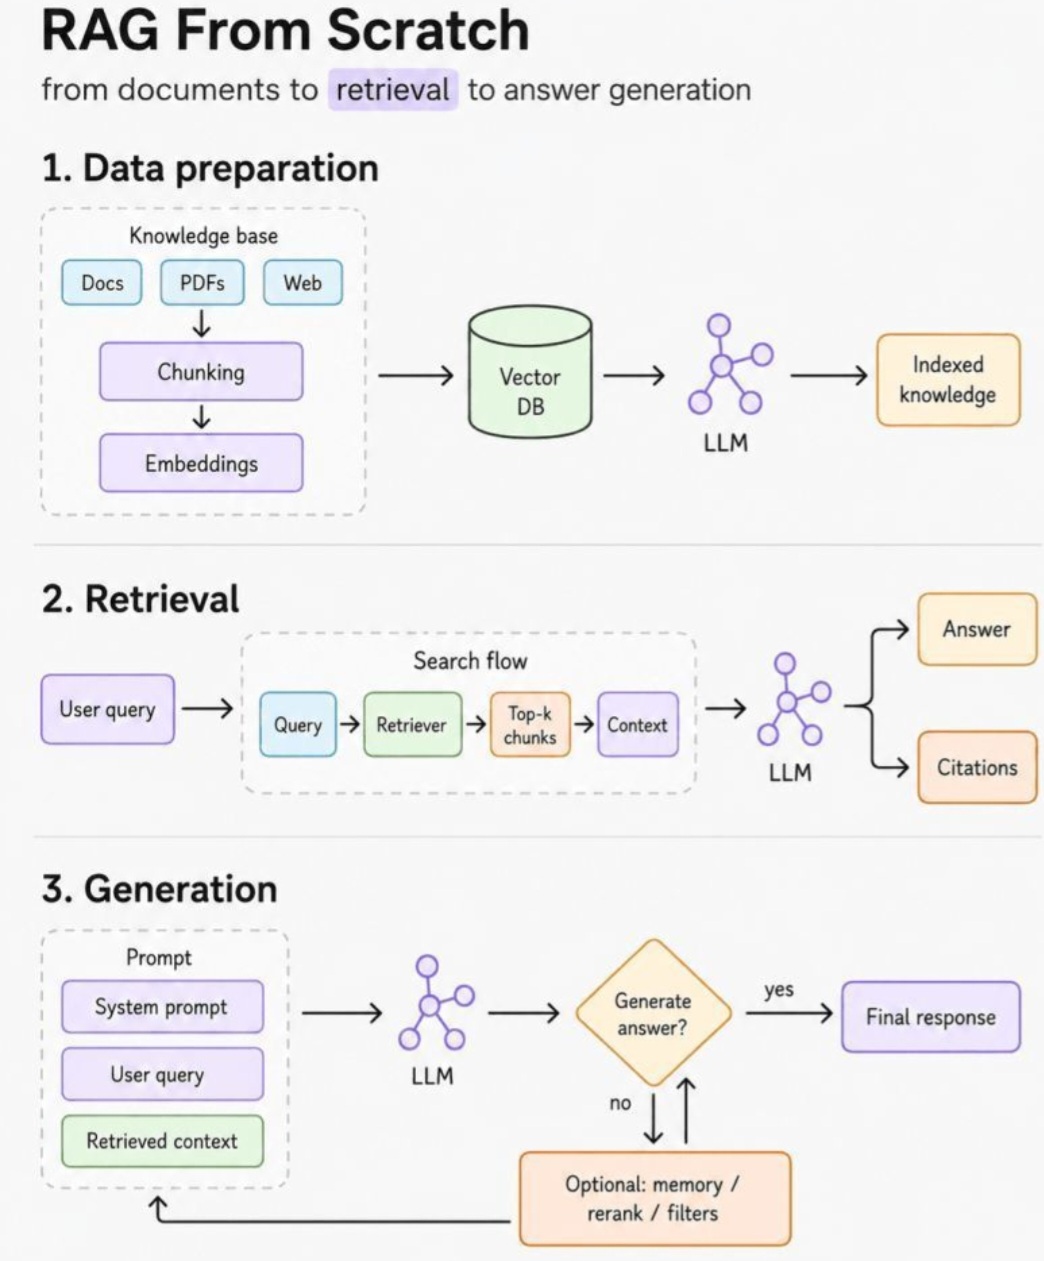 RAG From Scratch
from documents to retrieval to answer generation
1. Data preparation
Knowledge base
Docs
PDFs
Web
Chunking
Embeddings
Vector
DB
LLM
Indexed
knowledge
2. Retrieval
User query
Search flow
Query
Retriever
Top-k
chunks
Context
LLM
Answer
Citations
3. Generation
Prompt
System prompt
User query
Retrieved context
LLM
Generate
answer?
yes
Final response
no
Optional: memory /
rerank / filters